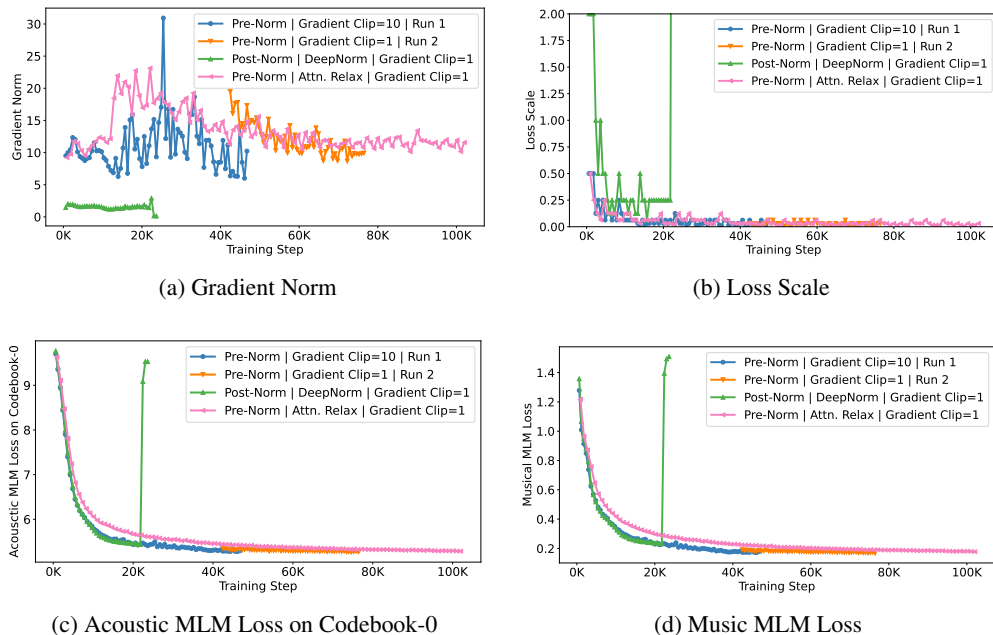 Gradient Norm
30
25
20
15
10
5
0
0K 20K 40K 60K 80K 100K
Training Step
Pre-Norm | Gradient Clip=10 | Run 1
Pre-Norm | Gradient Clip=1 | Run 2
Post-Norm | DeepNorm | Gradient Clip=1
Pre-Norm | Attn. Relax | Gradient Clip=1
(a) Gradient Norm
Loss Scale
2.00
1.75
1.50
1.25
1.00
0.75
0.50
0.25
0.00
0K 20K 40K 60K 80K 100K
Training Step
Pre-Norm | Gradient Clip=10 | Run 1
Pre-Norm | Gradient Clip=1 | Run 2
Post-Norm | DeepNorm | Gradient Clip=1
Pre-Norm | Attn. Relax | Gradient Clip=1
(b) Loss Scale
Acousctic MLM Loss on Codebook-0
9
8
7
6
0K 20K 40K 60K 80K 100K
Training Step
Pre-Norm | Gradient Clip=10 | Run 1
Pre-Norm | Gradient Clip=1 | Run 2
Post-Norm | DeepNorm | Gradient Clip=1
Pre-Norm | Attn. Relax | Gradient Clip=1
(c) Acoustic MLM Loss on Codebook-0
Musical MLM Loss
1.4
1.2
1.0
0.8
0.6
0.4
0.2
0K 20K 40K 60K 80K 100K
Training Step
Pre-Norm | Gradient Clip=10 | Run 1
Pre-Norm | Gradient Clip=1 | Run 2
Post-Norm | DeepNorm | Gradient Clip=1
Pre-Norm | Attn. Relax | Gradient Clip=1
(d) Music MLM Loss